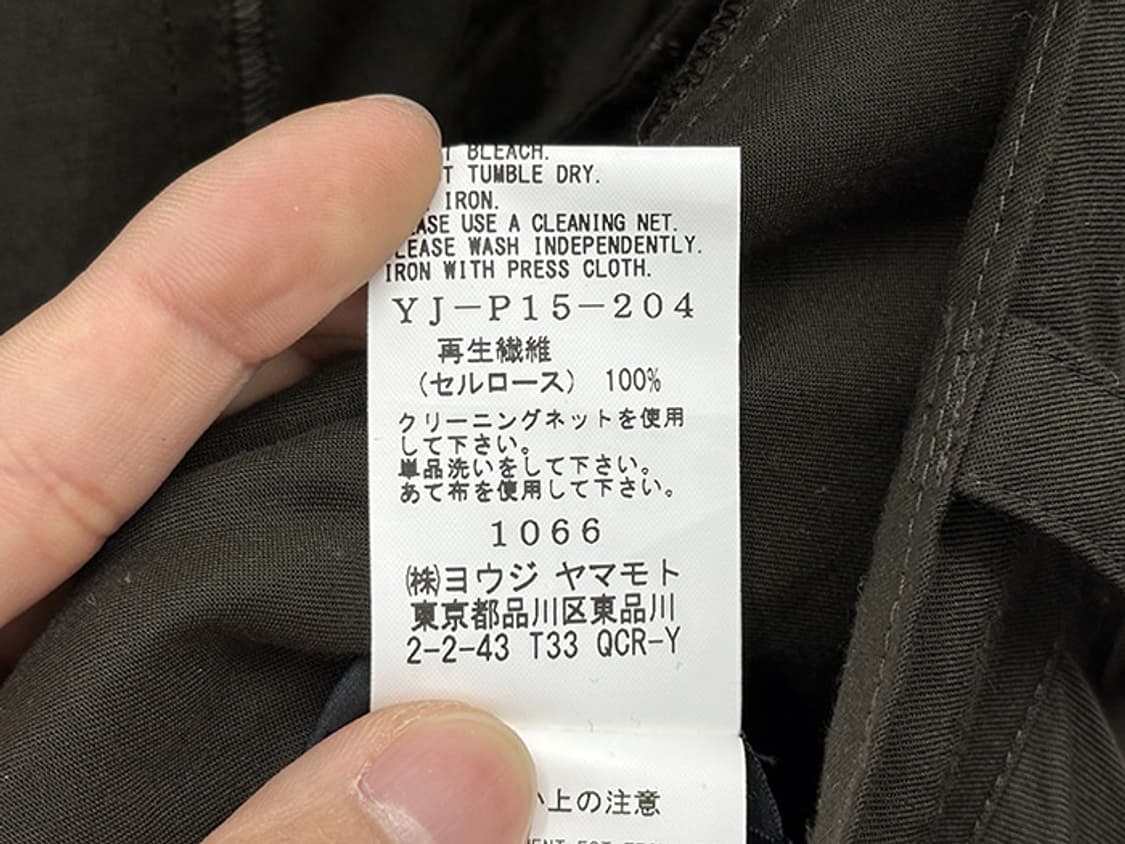 BLEACH.
TUMBLE DRY.
IRON.
USE A CLEANING NET.
WASH INDEPENDENTLY.
IRON WITH PRESS CLOTH.
YJ-P15-204
再生繊維
(セルロース) 100%
クリーニングネットを使用
して下さい。
単品洗いをして下さい。
あて布を使用して下さい。
1066
㈱ヨウジ ヤマモト
東京都品川区東品川
2-2-43 T33 QCR-Y
上の注意